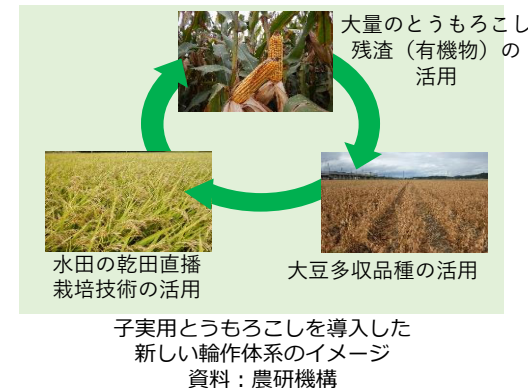 大量のとうもろこし
残渣（有機物）の
活用
水田の乾田直播
栽培技術の活用
大豆多収品種の活用
子実用とうもろこしを導入した
新しい輪作体系のイメージ
資料：農研機構